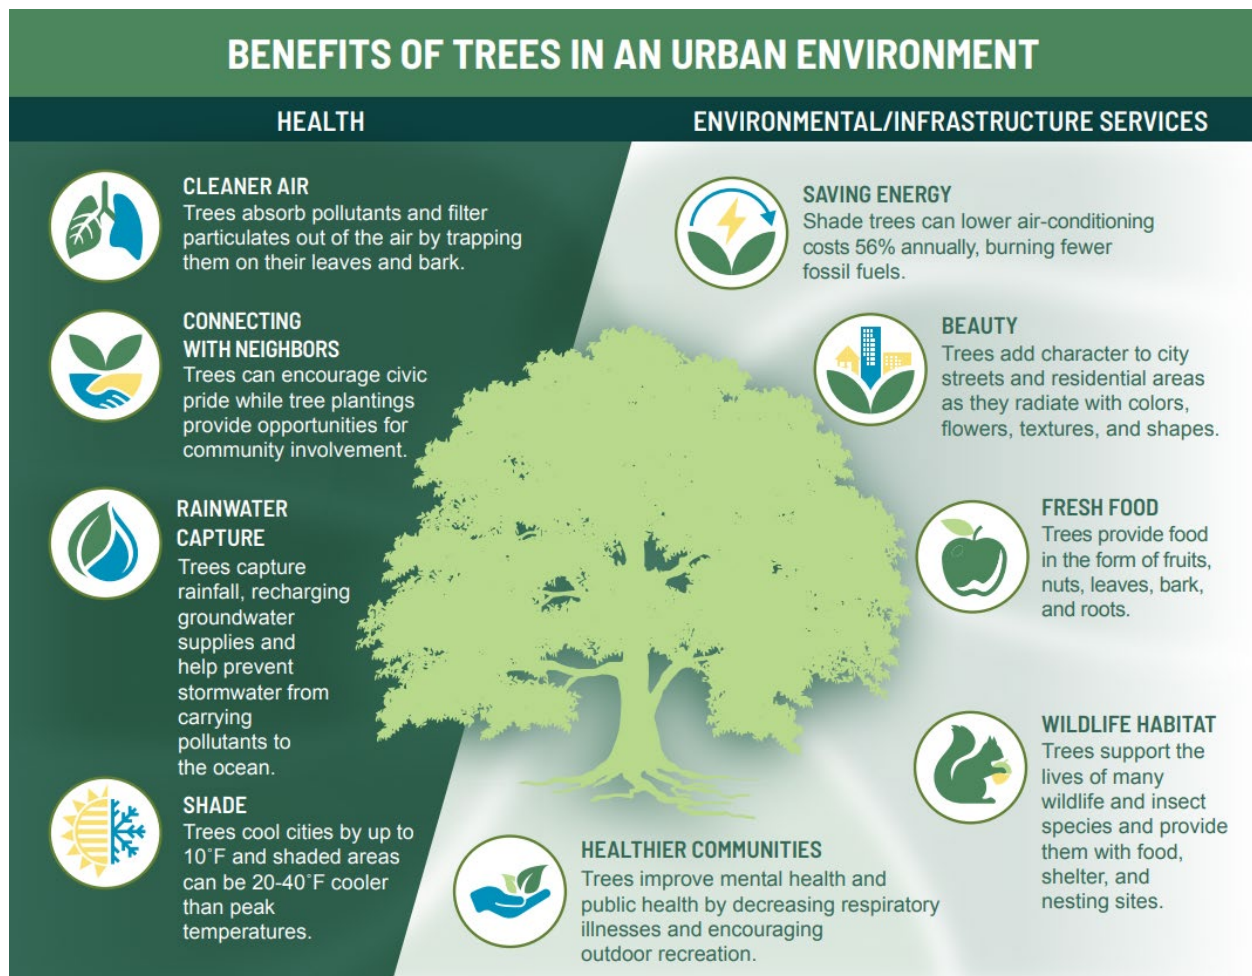 BENEFITS OF TREES IN AN URBAN ENVIRONMENT
HEALTH
CLEANER AIR
Trees absorb pollutants and filter
particulates out of the air by trapping
them on their leaves and bark.
CONNECTING
WITH NEIGHBORS
Trees can encourage civic
pride while tree plantings
provide opportunities for
community involvement.
RAINWATER
CAPTURE
Trees capture
rainfall, recharging
groundwater
supplies and
help prevent
stormwater from
carrying
pollutants to
the ocean.
SHADE
Trees cool cities by up to
10˚F and shaded areas
can be 20-40˚F cooler
than peak
temperatures.
ENVIRONMENTAL/INFRASTRUCTURE SERVICES
SAVING ENERGY
Shade trees can lower air-conditioning
costs 56% annually, burning fewer
fossil fuels.
BEAUTY
Trees add character to city
streets and residential areas
as they radiate with colors,
flowers, textures, and shapes.
FRESH FOOD
Trees provide food
in the form of fruits,
nuts, leaves, bark,
and roots.
WILDLIFE HABITAT
Trees support the
lives of many
wildlife and insect
species and provide
them with food,
shelter, and
nesting sites.
HEALTHIER COMMUNITIES
Trees improve mental health and
public health by decreasing respiratory
illnesses and encouraging
outdoor recreation.